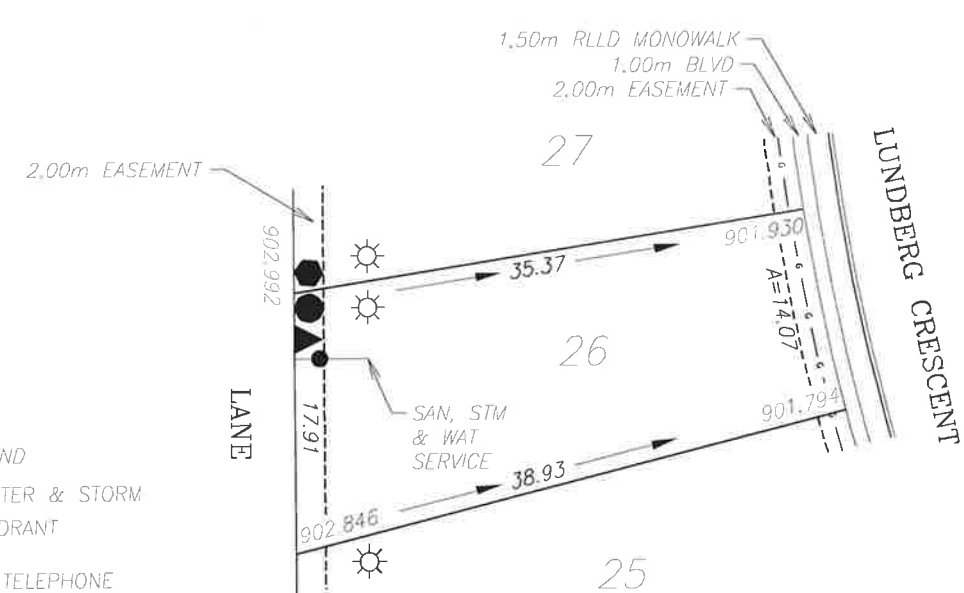 1.50m RLLD MONOWALK
1.00m BLVD
2.00m EASEMENT
27
2.00m EASEMENT
LUNDBERG CRESCENT
902.992
901.930
35.37
A=14.07
G
G
G
G
26
901.794
LANE
17.91
SAN, STM
& WAT
SERVICE
38.93
902.846
ND
TER & STORM
DRANT
TELEPHONE
25